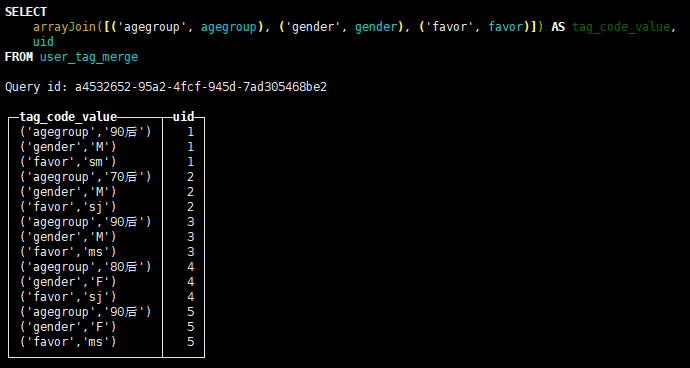 SELECT
arrayJoin([('agegroup', agegroup), ('gender', gender), ('favor', favor)]) AS tag_code_value,
uid
FROM user_tag_merge
Query id: a4532652-95a2-4fcf-945d-7ad305468be2
tag_code_value uid
('agegroup','90后') 1
('gender','M') 1
('favor','sm') 1
('agegroup','70后') 2
('gender','M') 2
('favor','sj') 2
('agegroup','90后') 3
('gender','M') 3
('favor','ms') 3
('agegroup','80后') 4
('gender','F') 4
('favor','sj') 4
('agegroup','90后') 5
('gender','F') 5
('favor','ms') 5